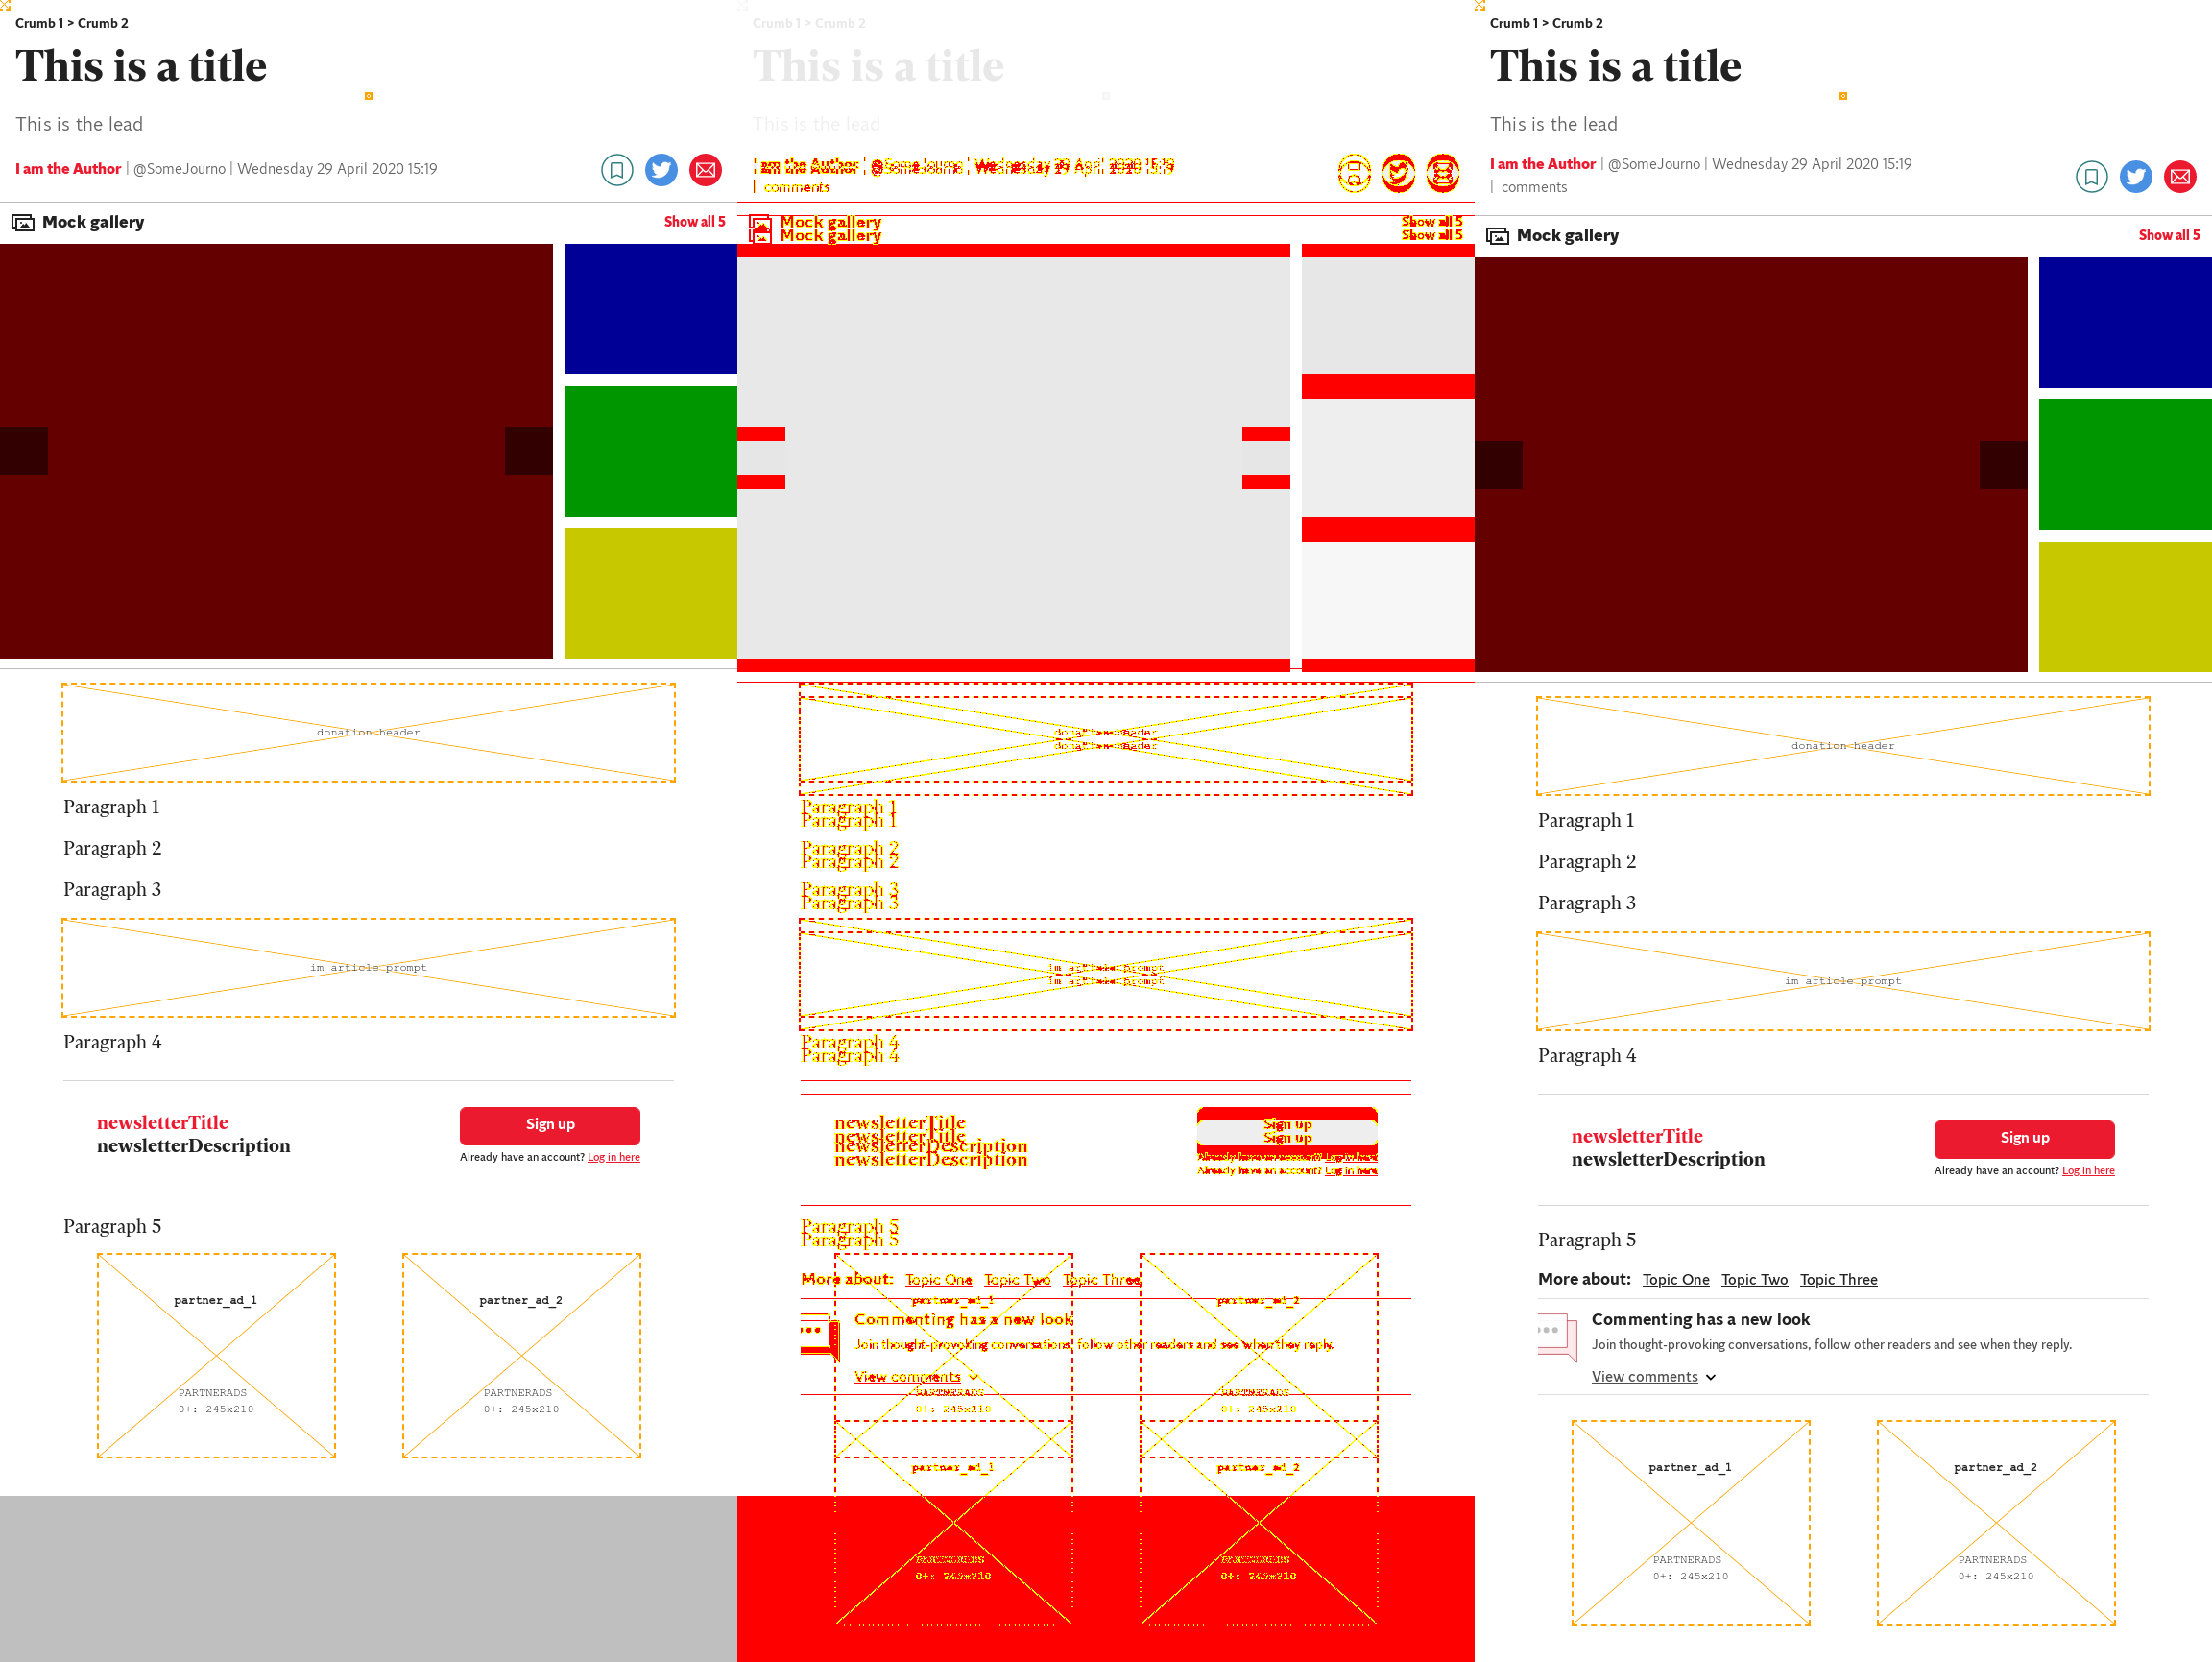 Crumb 1 > Crumb 2
This is a title
This is the lead
I am the Author | @SomeJourno | Wednesday 29 April 2020 15:19
Mock gallery
Show all 5
donation header
Paragraph 1
Paragraph 2
Paragraph 3
im article prompt
Paragraph 4
newsletterTitle
newsletterDescription
Sign up
Already have an account? Log in here
Paragraph 5
partner_ad_1
PARTNERADS
0+: 245x210
partner_ad_2
PARTNERADS
0+: 245x210
Crumb 1 > Crumb 2
This is a title
This is the lead
I am the Author | @SomeJourno | Wednesday 29 April 2020 15:19
| comments
Mock gallery
Mock gallery
Show all 5
Show all 5
donation header
donation header
Paragraph 1
Paragraph 1
Paragraph 2
Paragraph 2
Paragraph 3
Paragraph 3
im article prompt
im article prompt
Paragraph 4
Paragraph 4
newsletterTitle
newsletterTitle
newsletterDescription
newsletterDescription
Sign up
Sign up
Already have an account? Log in here
Already have an account? Log in here
Paragraph 5
Paragraph 5
More about: Topic One Topic Two Topic Three
partner_ad_1
partner_ad_2
Commenting has a new look
Join thought-provoking conversations, follow other readers and see when they reply.
View comments
PARTNERADS
0+: 245x210
PARTNERADS
0+: 245x210
partner_ad_1
partner_ad_2
PARTNERADS
0+: 245x210
PARTNERADS
0+: 245x210
Crumb 1 > Crumb 2
This is a title
This is the lead
I am the Author | @SomeJourno | Wednesday 29 April 2020 15:19
| comments
Mock gallery
Show all 5
donation header
Paragraph 1
Paragraph 2
Paragraph 3
im article prompt
Paragraph 4
newsletterTitle
newsletterDescription
Sign up
Already have an account? Log in here
Paragraph 5
More about: Topic One Topic Two Topic Three
Commenting has a new look
Join thought-provoking conversations, follow other readers and see when they reply.
View comments
partner_ad_1
PARTNERADS
0+: 245x210
partner_ad_2
PARTNERADS
0+: 245x210